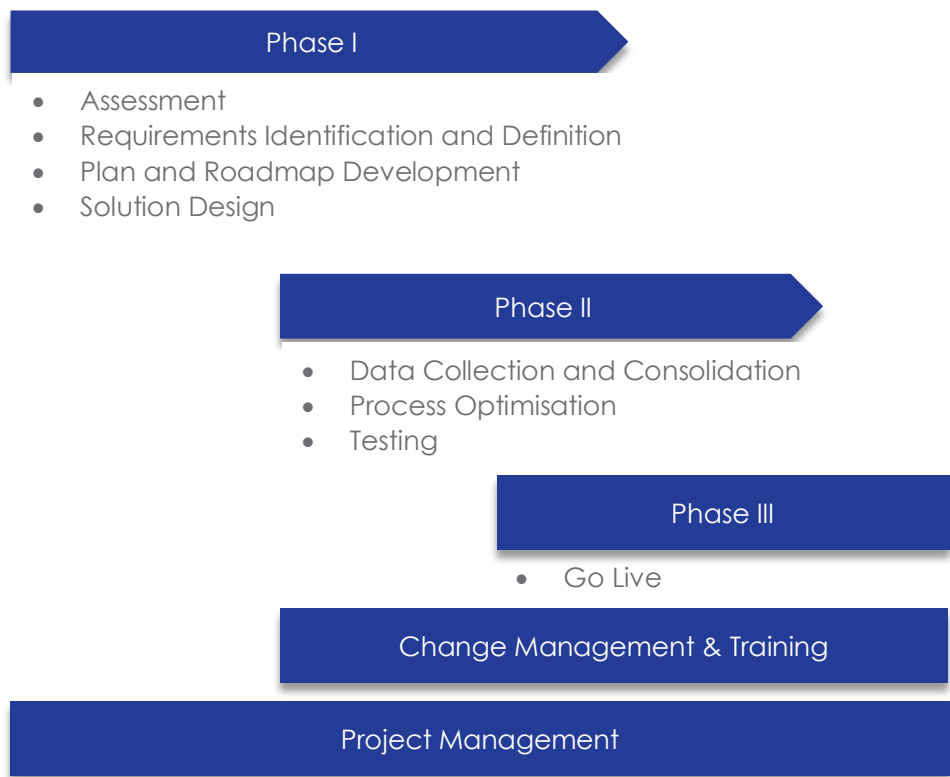 Phase I
• Assessment
• Requirements Identification and Definition
• Plan and Roadmap Development
• Solution Design
Phase II
• Data Collection and Consolidation
• Process Optimisation
• Testing
Phase III
• Go Live
Change Management & Training
Project Management